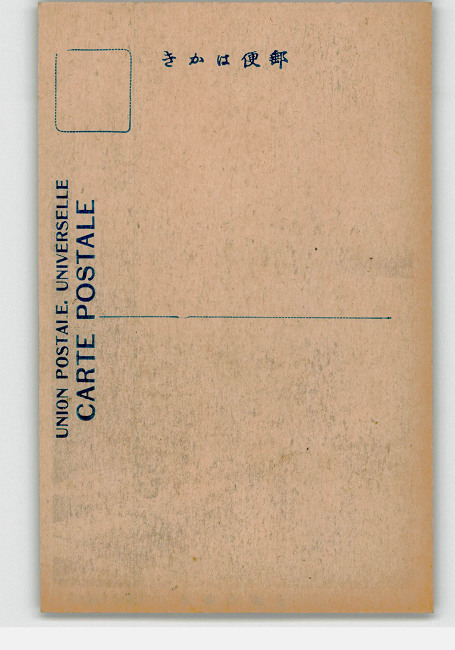 きかは便郵
UNION POSTALE. UNIVERSELLE
CARTE POSTALE